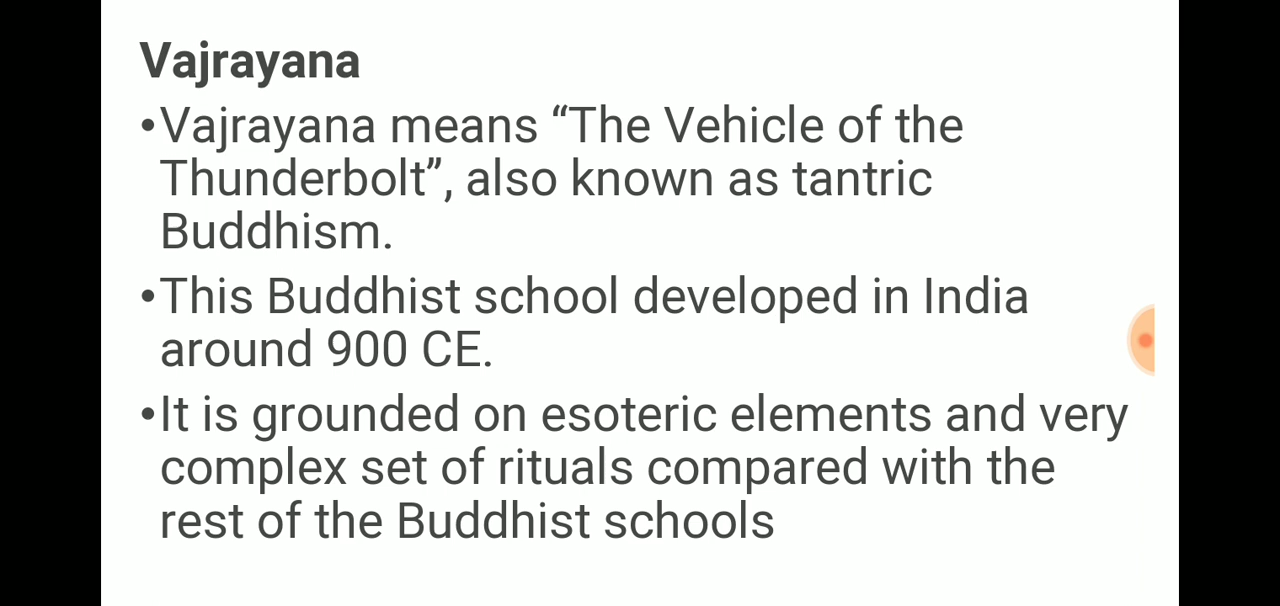 Vajrayana
•Vajrayana means “The Vehicle of the
Thunderbolt”, also known as tantric
Buddhism.
•This Buddhist school developed in India
around 900 CE.
•It is grounded on esoteric elements and very
complex set of rituals compared with the
rest of the Buddhist schools